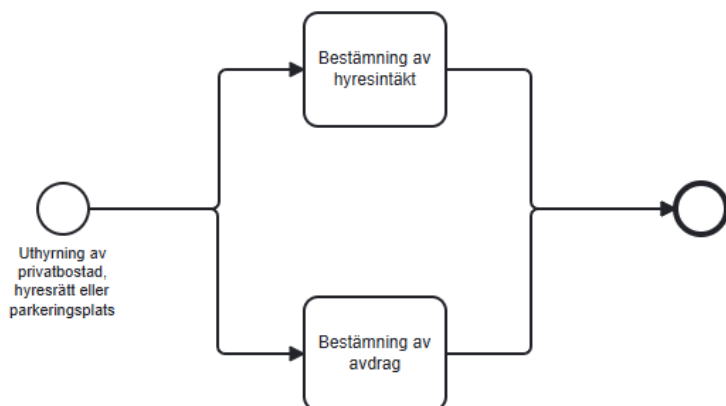 Bestämning av
hyresintäkt
Uthyrning av
privatbostad,
hyresrätt eller
parkeringsplats
Bestämning av
avdrag